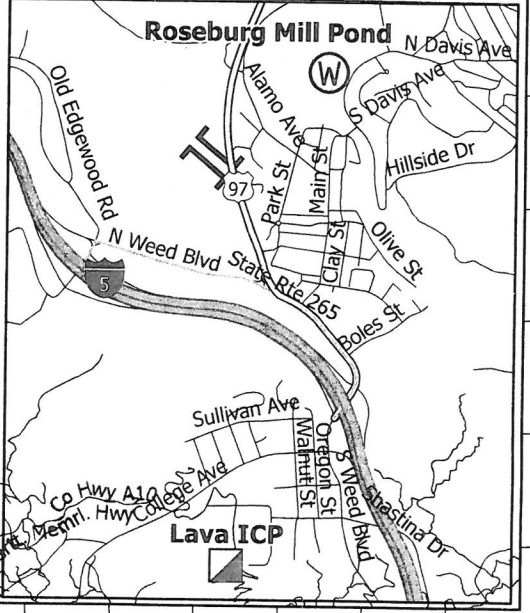 Roseburg Mill Pond
N Davis Ave
W
S Davis Ave
Alamo Ave
Old Edgewood Rd
Hillside Dr
97
Park St
Main St
Olive St
Clay St
N Weed Blvd
State Rte 265
5
Boles St
Sullivan Ave
Walnut St
Oregon St
S Weed Blvd
Co Hwy A10
College Ave
Memrl. Hwy
Shastina Dr
Lava ICP